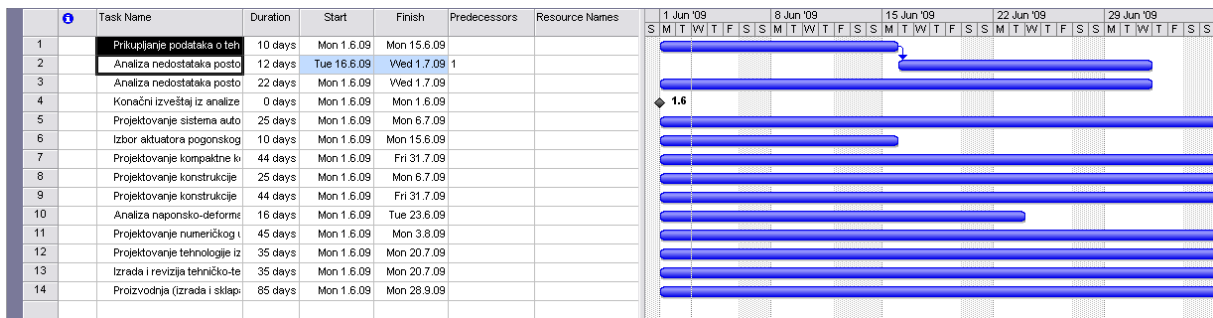 Task Name Duration Start Finish Predecessors Resource Names 1 Jun '09 8 Jun '09 15 Jun '09 22 Jun '09 29 Jun '09
S M T W T F S S M T W T F S S M T W T F S S M T W T F S S M T W T F S S
1 Prikupljanje podataka o teh 10 days Mon 1.6.09 Mon 15.6.09
2 Analiza nedostataka posto 12 days Tue 16.6.09 Wed 1.7.09 1
3 Analiza nedostataka posto 22 days Mon 1.6.09 Wed 1.7.09
4 Konačni izveštaj iz analize 0 days Mon 1.6.09 Mon 1.6.09 1.6
5 Projektovanje sistema auto 25 days Mon 1.6.09 Mon 6.7.09
6 Izbor aktuatora pogonskog 10 days Mon 1.6.09 Mon 15.6.09
7 Projektovanje kompaktne k 44 days Mon 1.6.09 Fri 31.7.09
8 Projektovanje konstrukcije 25 days Mon 1.6.09 Mon 6.7.09
9 Projektovanje konstrukcije 44 days Mon 1.6.09 Fri 31.7.09
10 Analiza naponsko-deforma 16 days Mon 1.6.09 Tue 23.6.09
11 Projektovanje numeričkog u 45 days Mon 1.6.09 Mon 3.8.09
12 Projektovanje tehnologije iz 35 days Mon 1.6.09 Mon 20.7.09
13 Izrada i revizija tehničko-te 35 days Mon 1.6.09 Mon 20.7.09
14 Proizvodnja (izrada i sklapa 85 days Mon 1.6.09 Mon 28.9.09